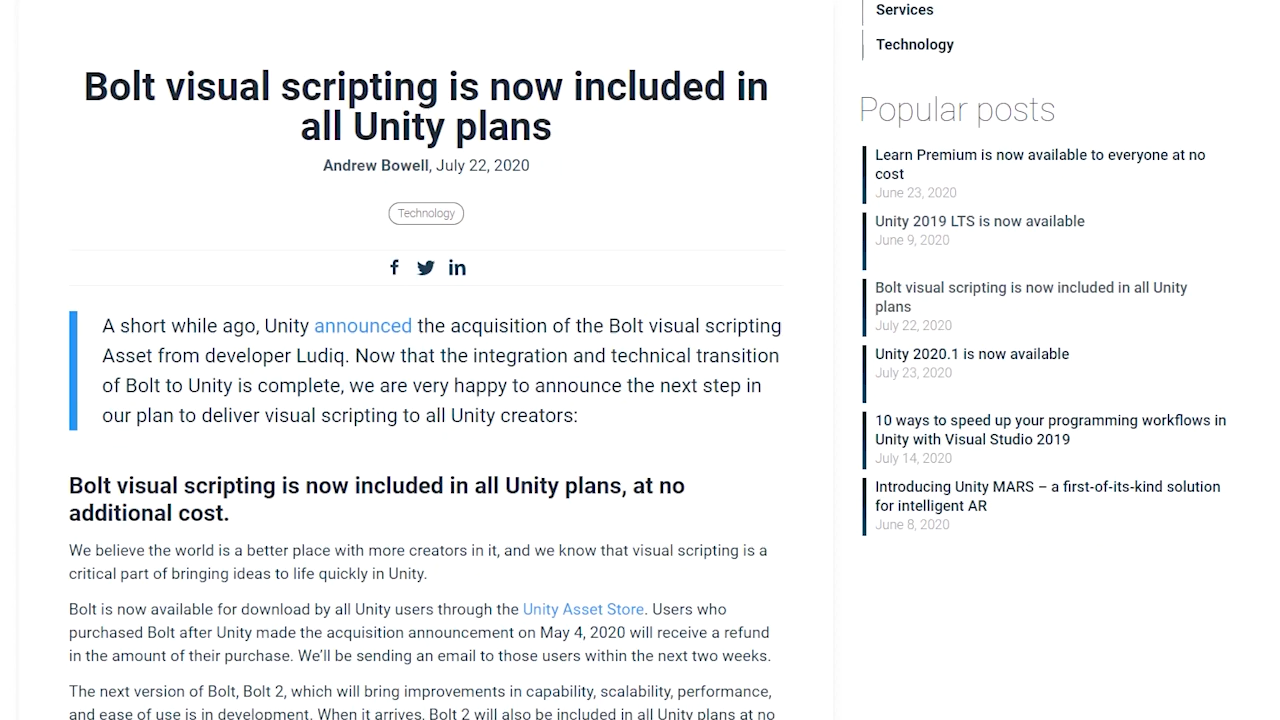 Bolt visual scripting is now included in
all Unity plans
Andrew Bowell, July 22, 2020
Technology
A short while ago, Unity announced the acquisition of the Bolt visual scripting
Asset from developer Ludiq. Now that the integration and technical transition
of Bolt to Unity is complete, we are very happy to announce the next step in
our plan to deliver visual scripting to all Unity creators:
Bolt visual scripting is now included in all Unity plans, at no
additional cost.
We believe the world is a better place with more creators in it, and we know that visual scripting is a
critical part of bringing ideas to life quickly in Unity.
Bolt is now available for download by all Unity users through the Unity Asset Store. Users who
purchased Bolt after Unity made the acquisition announcement on May 4, 2020 will receive a refund
in the amount of their purchase. We’ll be sending an email to those users within the next two weeks.
The next version of Bolt, Bolt 2, which will bring improvements in capability, scalability, performance,
and ease of use is in development. When it arrives, Bolt 2 will also be included in all Unity plans at no
Services
Technology
Popular posts
Learn Premium is now available to everyone at no
cost
June 23, 2020
Unity 2019 LTS is now available
June 9, 2020
Bolt visual scripting is now included in all Unity
plans
July 22, 2020
Unity 2020.1 is now available
July 23, 2020
10 ways to speed up your programming workflows in
Unity with Visual Studio 2019
July 14, 2020
Introducing Unity MARS – a first-of-its-kind solution
for intelligent AR
June 8, 2020